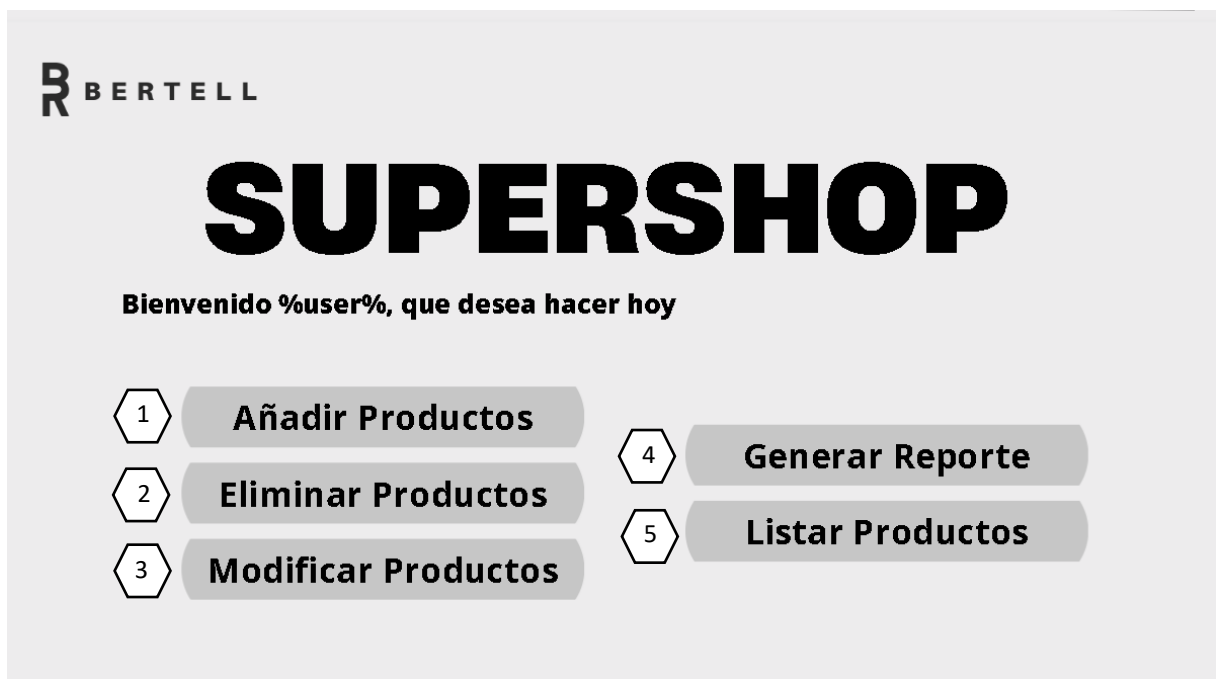 BR BERTELL
SUPERSHOP
Bienvenido %user%, que desea hacer hoy
1 Añadir Productos
2 Eliminar Productos
3 Modificar Productos
4 Generar Reporte
5 Listar Productos